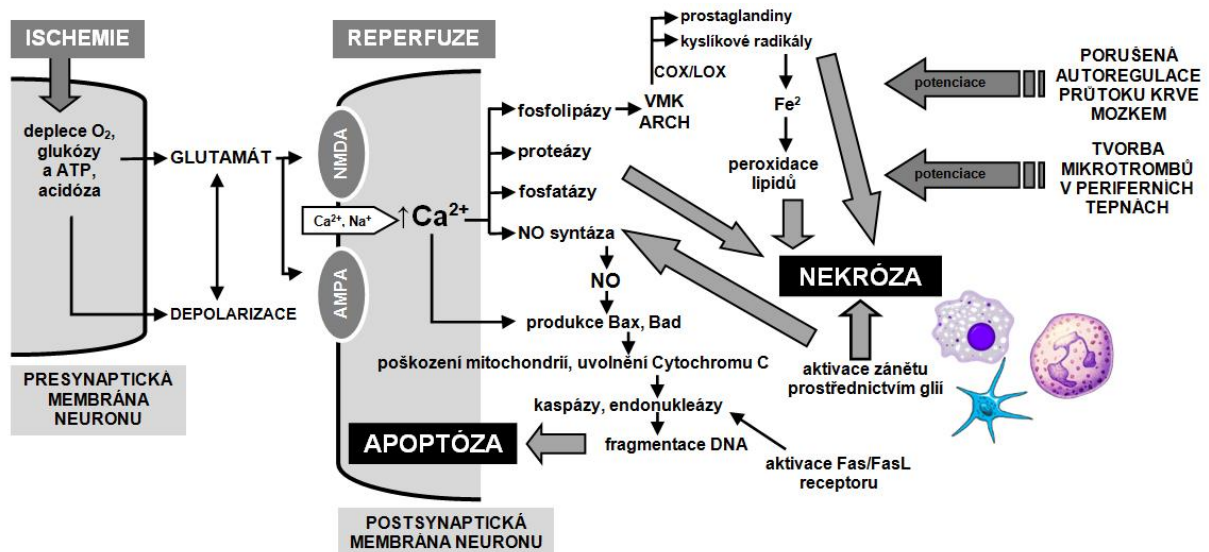 ISCHEMIE
deplece O₂,
glukózy
a ATP,
acidóza
GLUTAMÁT
DEPOLARIZACE
PRESYNAPTICKÁ
MEMBRÁNA
NEURONU
REPERFUZE
NMDA
Ca²⁺, Na⁺
↑Ca²⁺
AMPA
fosfolipázy
proteázy
fosfatázy
NO syntáza
VMK
ARCH
COX/LOX
prostaglandiny
kyslíkové radikály
Fe²
peroxidace
lipidů
NO
produkce Bax, Bad
poškození mitochondrií, uvolnění Cytochromu C
kaspázy, endonukleázy
fragmentace DNA
APOPTÓZA
aktivace Fas/FasL
receptoru
POSTSYNAPTICKÁ
MEMBRÁNA NEURONU
NEKRÓZA
aktivace zánětu
prostřednictvím glií
potenciace
PORUŠENÁ
AUTOREGULACE
PRŮTOKU KRVE
MOZKEM
potenciace
TVORBA
MIKROTROMBŮ
V PERIFERNÍCH
TEPNÁCH